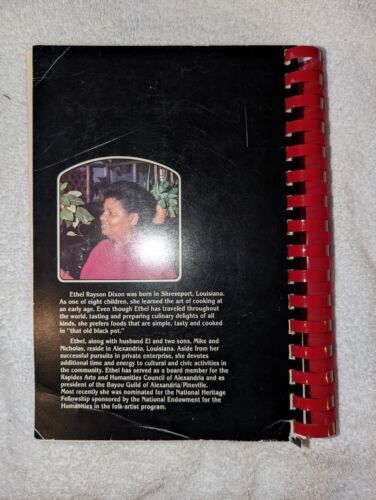 Ethel Rayson Dixon was born in Shreveport, Louisiana.
As one of eight children, she learned the art of cooking at
an early age. Even though Ethel has traveled throughout
the world, tasting and preparing culinary delights of all
kinds, she prefers foods that are simple, tasty and cooked
in "that old black pot."
Ethel, along with husband El and two sons, Mike and
Nicholas, reside in Alexandria, Louisiana. Aside from her
successful pursuits in private enterprise, she devotes
additional time and energy to cultural and civic activities in
the community. Ethel has served as a board member for the
Rapides Arts and Humanities Council of Alexandria and as
president of the Bayou Guild of Alexandria/Pineville.
Most recently she was nominated for the National Heritage
Fellowship sponsored by the National Endowment for the
Humanities in the folk-artist program.